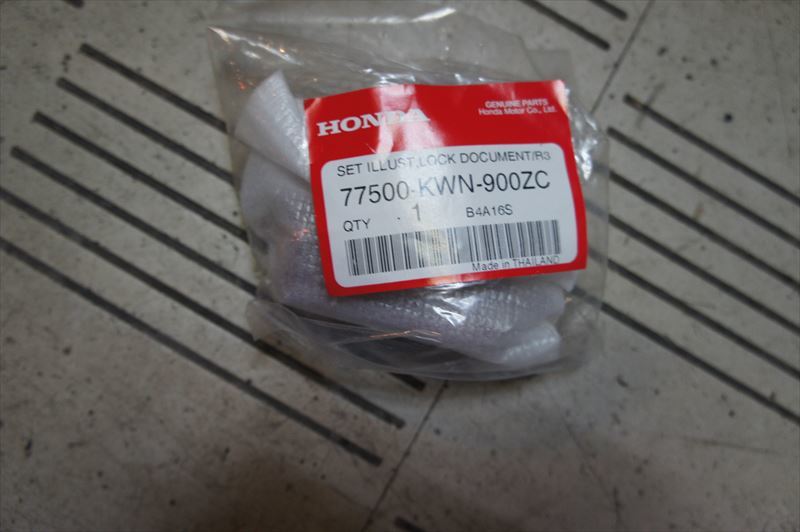 HONDA
GENUINE PARTS
Honda Motor Co., Ltd.
SET ILLUST,LOCK DOCUMENT/R3
77500-KWN-900ZC
QTY 1 B4A16S
Made in THAILAND